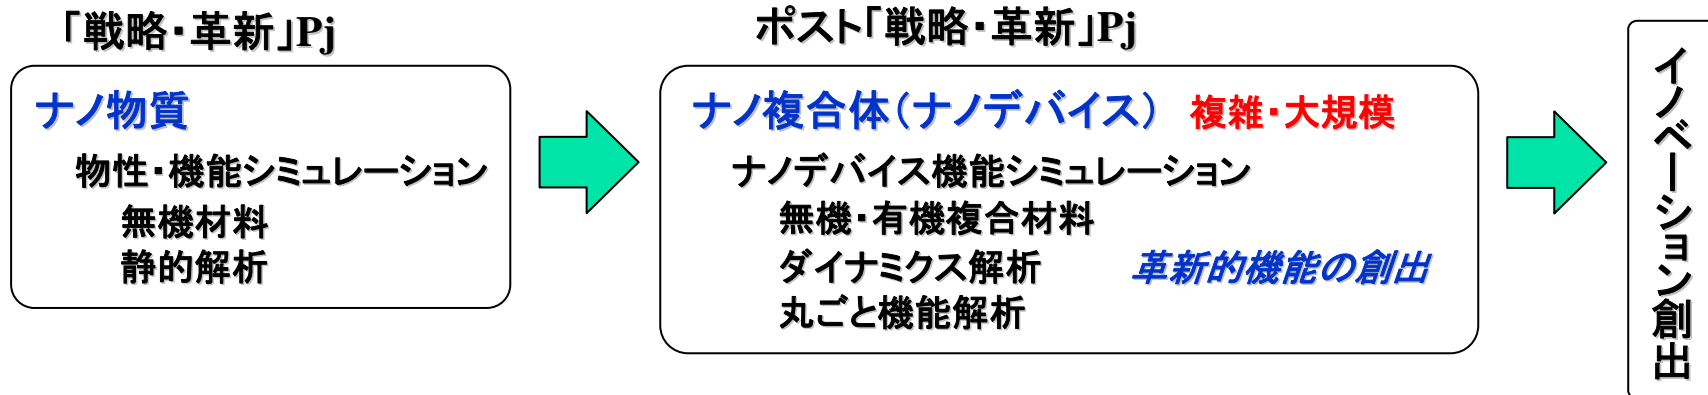 「戦略・革新」Pj
ナノ物質
物性・機能シミュレーション
無機材料
静的解析
ポスト「戦略・革新」Pj
ナノ複合体(ナノデバイス) 複雑・大規模
ナノデバイス機能シミュレーション
無機・有機複合材料
ダイナミクス解析 革新的機能の創出
丸ごと機能解析
イノベーション創出